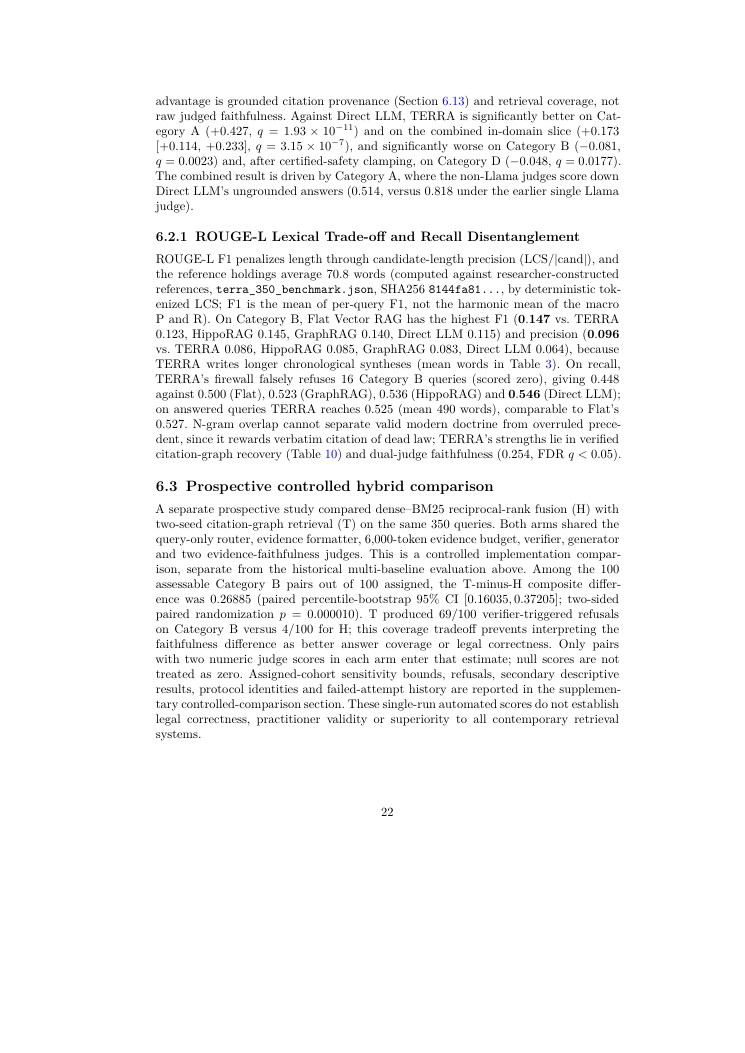 advantage is grounded citation provenance (Section 6.13) and retrieval coverage, not
raw judged faithfulness. Against Direct LLM, TERRA is significantly better on Cat-
egory A (+0.427, q = 1.93 × 10⁻¹¹) and on the combined in-domain slice (+0.173
[+0.114, +0.233], q = 3.15 × 10⁻⁷), and significantly worse on Category B (−0.081,
q = 0.0023) and, after certified-safety clamping, on Category D (−0.048, q = 0.0177).
The combined result is driven by Category A, where the non-Llama judges score down
Direct LLM's ungrounded answers (0.514, versus 0.818 under the earlier single Llama
judge).
6.2.1 ROUGE-L Lexical Trade-off and Recall Disentanglement
ROUGE-L F1 penalizes length through candidate-length precision (LCS/|cand|), and
the reference holdings average 70.8 words (computed against researcher-constructed
references, terra_350_benchmark.json, SHA256 8144fa81..., by deterministic tok-
enized LCS; F1 is the mean of per-query F1, not the harmonic mean of the macro
P and R). On Category B, Flat Vector RAG has the highest F1 (0.147 vs. TERRA
0.123, HippoRAG 0.145, GraphRAG 0.140, Direct LLM 0.115) and precision (0.096
vs. TERRA 0.086, HippoRAG 0.085, GraphRAG 0.083, Direct LLM 0.064), because
TERRA writes longer chronological syntheses (mean words in Table 3). On recall,
TERRA's firewall falsely refuses 16 Category B queries (scored zero), giving 0.448
against 0.500 (Flat), 0.523 (GraphRAG), 0.536 (HippoRAG) and 0.546 (Direct LLM);
on answered queries TERRA reaches 0.525 (mean 490 words), comparable to Flat's
0.527. N-gram overlap cannot separate valid modern doctrine from overruled prece-
dent, since it rewards verbatim citation of dead law; TERRA's strengths lie in verified
citation-graph recovery (Table 10) and dual-judge faithfulness (0.254, FDR q < 0.05).
6.3 Prospective controlled hybrid comparison
A separate prospective study compared dense–BM25 reciprocal-rank fusion (H) with
two-seed citation-graph retrieval (T) on the same 350 queries. Both arms shared the
query-only router, evidence formatter, 6,000-token evidence budget, verifier, generator
and two evidence-faithfulness judges. This is a controlled implementation compar-
ison, separate from the historical multi-baseline evaluation above. Among the 100
assessable Category B pairs out of 100 assigned, the T-minus-H composite differ-
ence was 0.26885 (paired percentile-bootstrap 95% CI [0.16035, 0.37205]; two-sided
paired randomization p = 0.000010). T produced 69/100 verifier-triggered refusals
on Category B versus 4/100 for H; this coverage tradeoff prevents interpreting the
faithfulness difference as better answer coverage or legal correctness. Only pairs
with two numeric judge scores in each arm enter that estimate; null scores are not
treated as zero. Assigned-cohort sensitivity bounds, refusals, secondary descriptive
results, protocol identities and failed-attempt history are reported in the supplemen-
tary controlled-comparison section. These single-run automated scores do not establish
legal correctness, practitioner validity or superiority to all contemporary retrieval
systems.
22